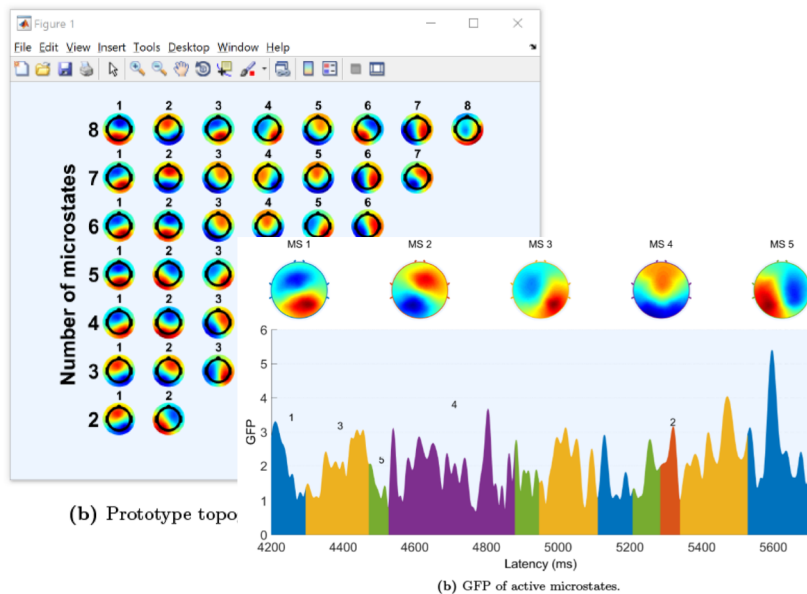 Figure 1
File Edit View Insert Tools Desktop Window Help
1 2 3 4 5 6 7 8
8
1 2 3 4 5 6 7
7
1 2 3 4 5 6
6
1 2 3
5
1 2 3
4
1 2 3
3
1 2
2
Number of microstates
(b) Prototype topo
MS 1 MS 2 MS 3 MS 4 MS 5
6
5
4
3
2
1
0
GFP
1 3 5 4 2
4200 4400 4600 4800 5000 5200 5400 5600
Latency (ms)
(b) GFP of active microstates.